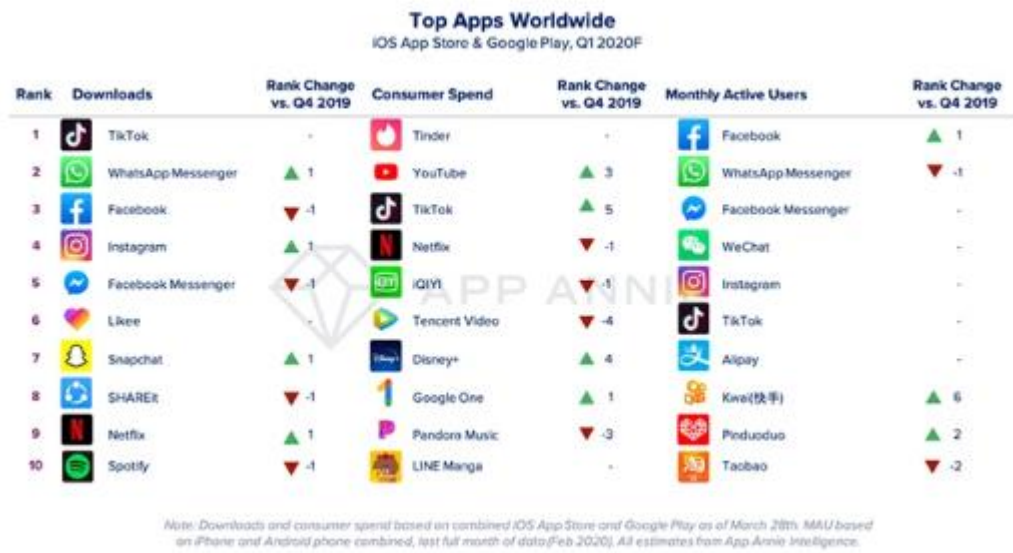 Top Apps Worldwide
iOS App Store & Google Play, Q1 2020F
Rank Downloads Rank Change vs. Q4 2019 Consumer Spend Rank Change vs. Q4 2019 Monthly Active Users Rank Change vs. Q4 2019
1 TikTok - Tinder - Facebook ▲ 1
2 WhatsApp Messenger ▲ 1 YouTube ▲ 3 WhatsApp Messenger ▼ -1
3 Facebook ▼ -1 TikTok ▲ 5 Facebook Messenger -
4 Instagram ▲ 1 Netflix ▼ -1 WeChat -
5 Facebook Messenger ▼ -1 iQIYI ▼ -1 Instagram -
6 Likee - Tencent Video ▼ -4 TikTok -
7 Snapchat ▲ 1 Disney+ ▲ 4 Alipay -
8 SHAREit ▼ -1 Google One ▲ 1 Kwai(快手) ▲ 6
9 Netflix ▲ 1 Pandora Music ▼ -3 Pinduoduo ▲ 2
10 Spotify ▼ -1 LINE Manga - Taobao ▼ -2
APP ANNIE
Note: Downloads and consumer spend based on combined iOS App Store and Google Play as of March 28th. MAU based
on iPhone and Android phone combined, last full month of data (Feb 2020). All estimates from App Annie Intelligence.